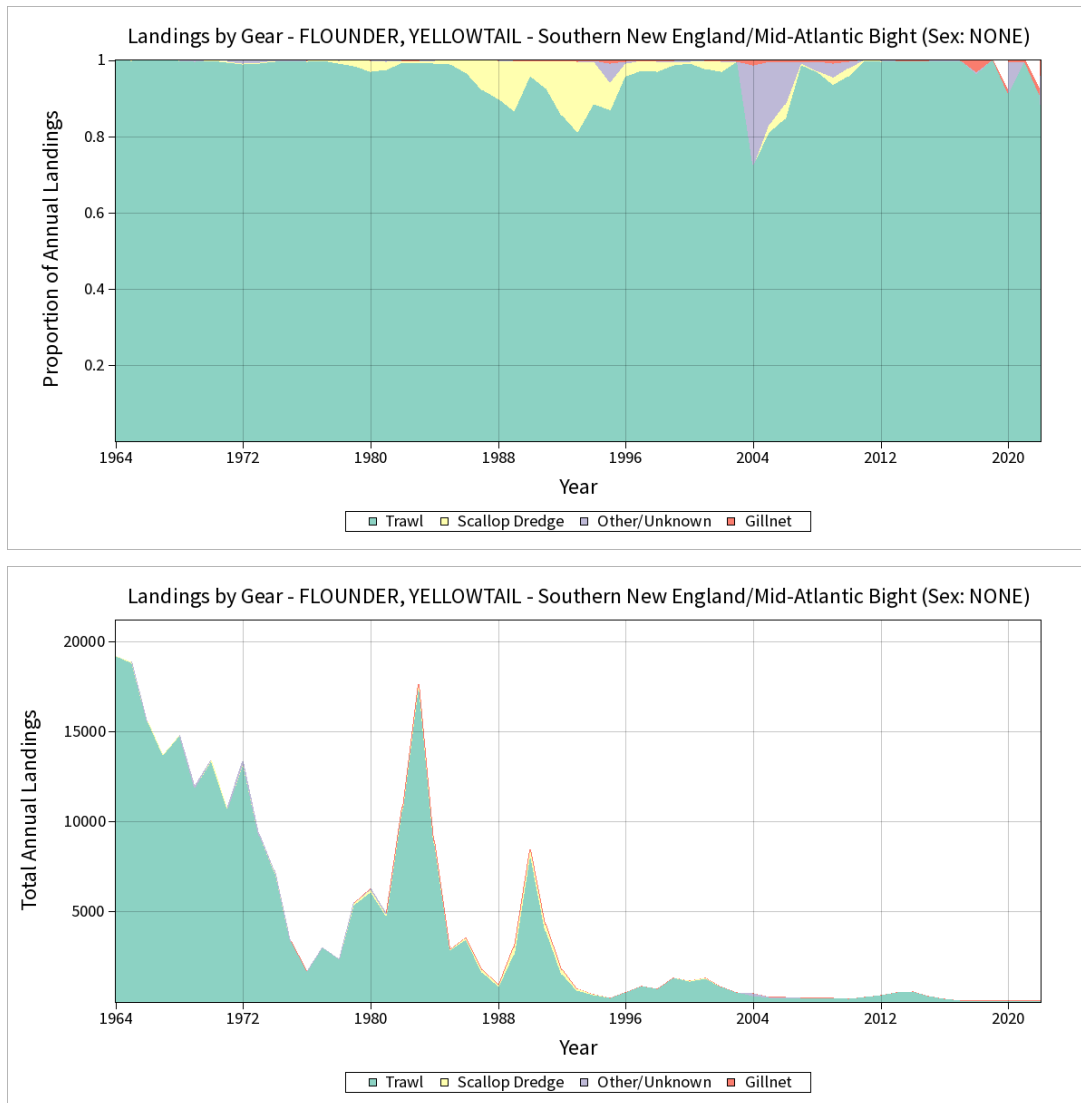 Landings by Gear - FLOUNDER, YELLOWTAIL - Southern New England/Mid-Atlantic Bight (Sex: NONE)
Proportion of Annual Landings
1
0.8
0.6
0.4
0.2
1964 1972 1980 1988 1996 2004 2012 2020
Year
Trawl Scallop Dredge Other/Unknown Gillnet
Landings by Gear - FLOUNDER, YELLOWTAIL - Southern New England/Mid-Atlantic Bight (Sex: NONE)
Total Annual Landings
20000
15000
10000
5000
1964 1972 1980 1988 1996 2004 2012 2020
Year
Trawl Scallop Dredge Other/Unknown Gillnet